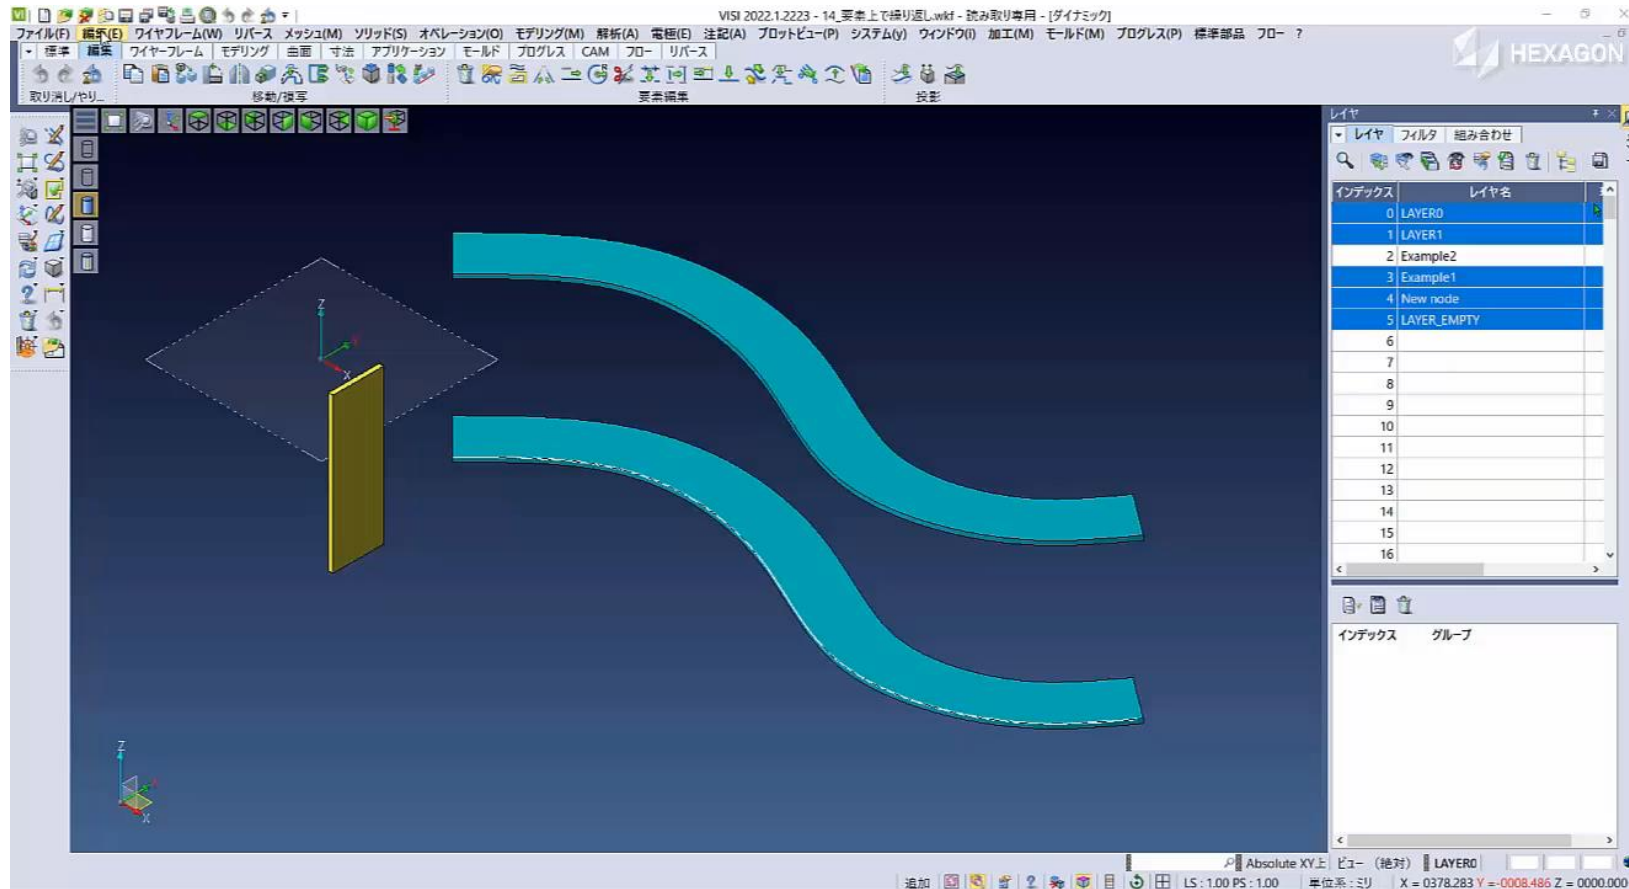 VISI 2022.1.2223 - 14_要素上で繰り返し.wkf - 読み取り専用 - [ダイナミック]
ファイル(F) 編集(E) ワイヤフレーム(W) リバース メッシュ(M) ソリッド(S) オペレーション(O) モデリング(M) 解析(A) 電極(E) 注記(A) プロットビュー(P) システム(y) ウィンドウ(i) 加工(M) モールド(M) プログレス(P) 標準部品 フロー ?
標準 編集 ワイヤーフレーム モデリング 曲面 寸法 アプリケーション モールド プログレス CAM フロー リバース
HEXAGON
取り消し/やり... 移動/複写 要素編集 投影
レイヤ
レイヤ フィルタ 組み合わせ
インデックス レイヤ名
0 LAYER0
1 LAYER1
2 Example2
3 Example1
4 New node
5 LAYER_EMPTY
6
7
8
9
10
11
12
13
14
15
16
Z
X
インデックス グループ
Z
X
Absolute XY上 ビュー (絶対) LAYER0
追加 LS : 1.00 PS : 1.00 単位系 : ミリ X = 0378.283 Y =-0008.486 Z = 0000.000